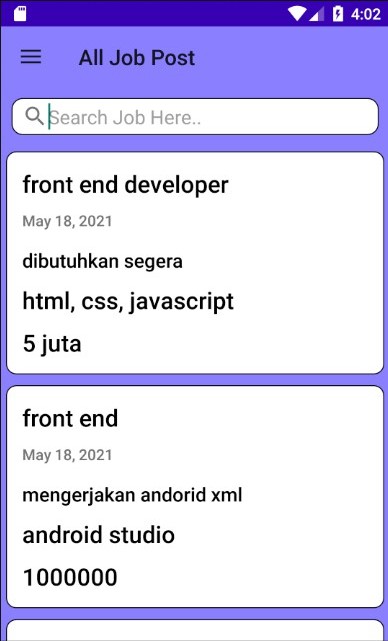 4:02
All Job Post
Search Job Here..
front end developer
May 18, 2021
dibutuhkan segera
html, css, javascript
5 juta
front end
May 18, 2021
mengerjakan andorid xml
android studio
1000000